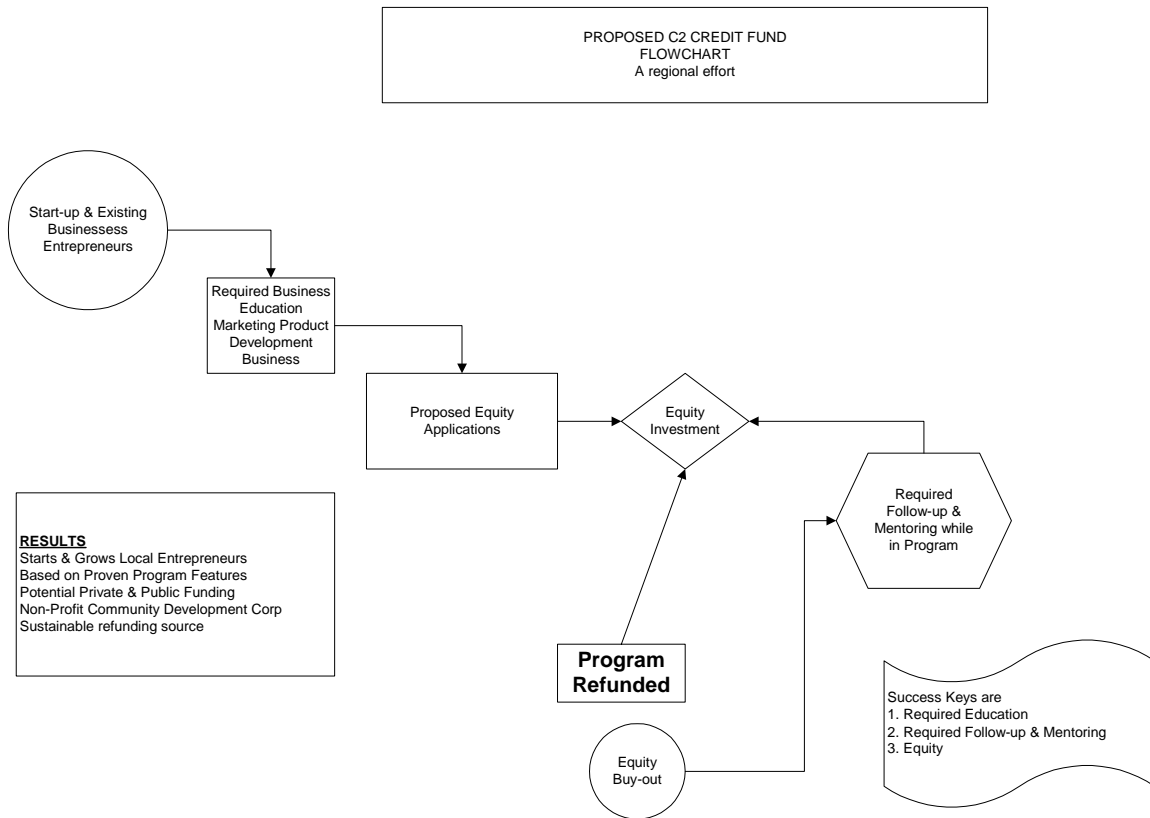 PROPOSED C2 CREDIT FUND
FLOWCHART
A regional effort
Start-up & Existing
Businessess
Entrepreneurs
Required Business
Education
Marketing Product
Development
Business
Proposed Equity
Applications
Equity
Investment
Required
Follow-up &
Mentoring while
in Program
RESULTS
Starts & Grows Local Entrepreneurs
Based on Proven Program Features
Potential Private & Public Funding
Non-Profit Community Development Corp
Sustainable refunding source
Program
Refunded
Equity
Buy-out
Success Keys are
1. Required Education
2. Required Follow-up & Mentoring
3. Equity